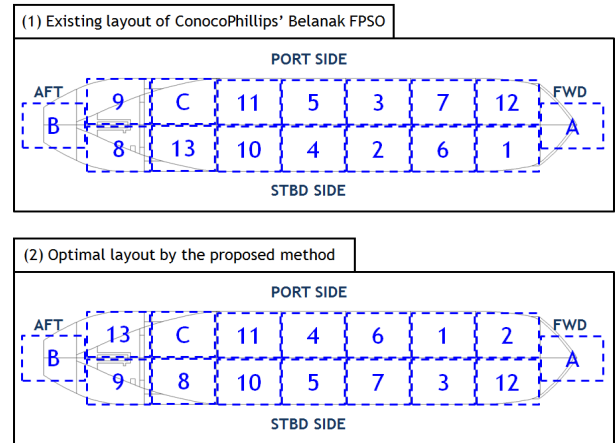 (1) Existing layout of ConocoPhillips' Belanak FPSO
PORT SIDE
AFT FWD
9 C 11 5 3 7 12
B A
8 13 10 4 2 6 1
STBD SIDE
(2) Optimal layout by the proposed method
PORT SIDE
AFT FWD
13 C 11 4 6 1 2
B A
9 8 10 5 7 3 12
STBD SIDE